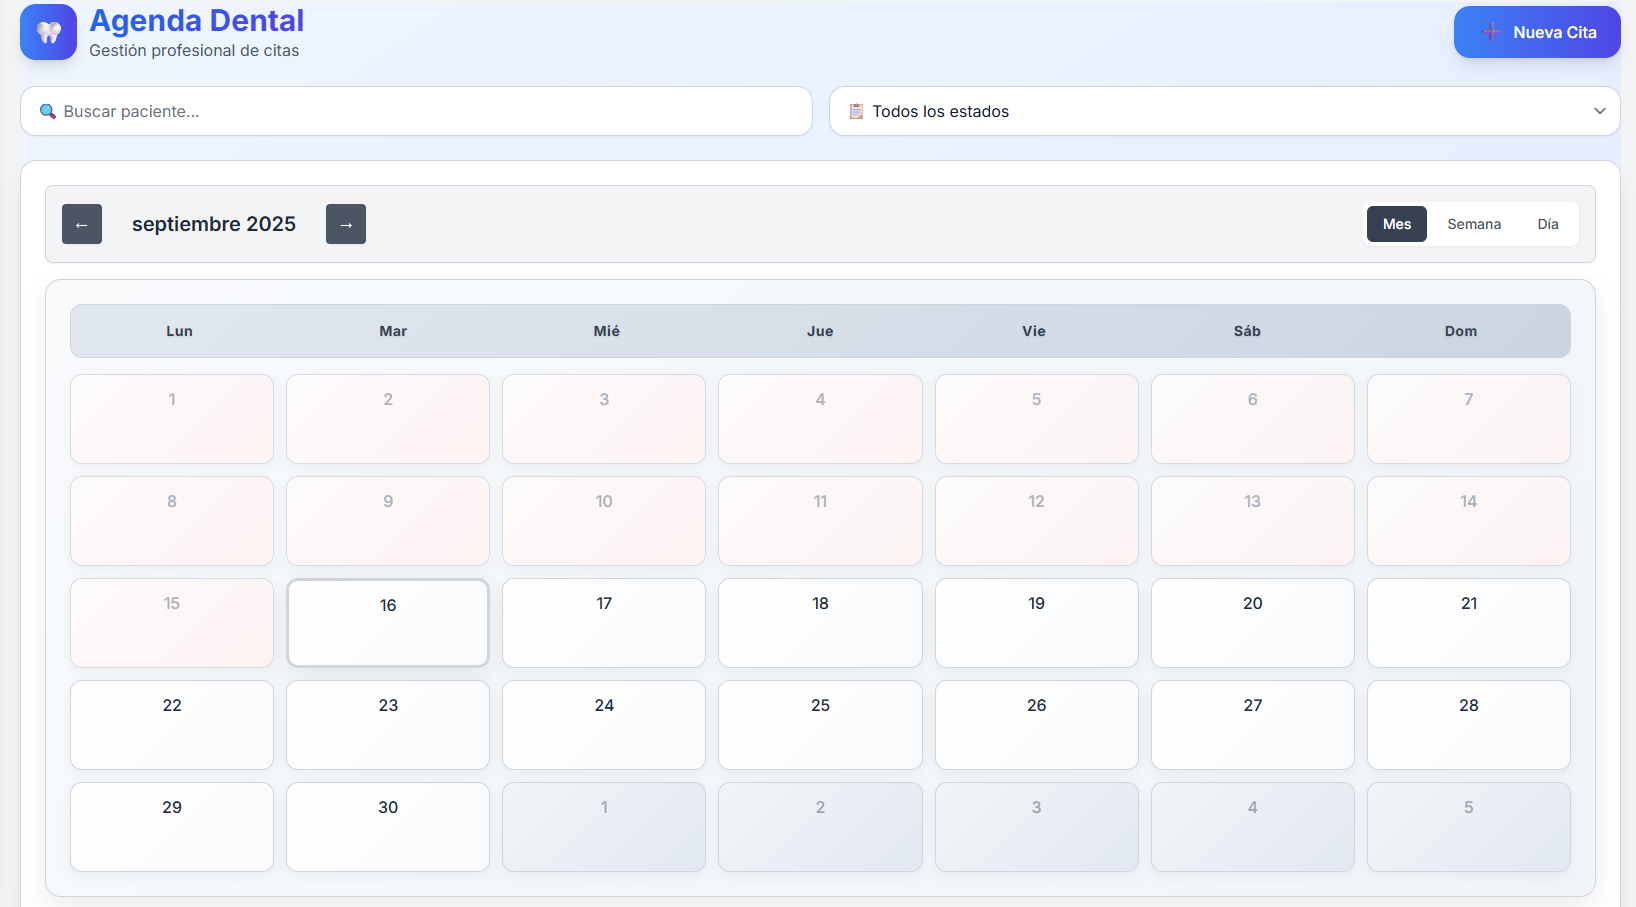 Agenda Dental
Gestión profesional de citas
Nueva Cita
Buscar paciente...
Todos los estados
← septiembre 2025 →
Mes Semana Día
Lun Mar Mié Jue Vie Sáb Dom
1 2 3 4 5 6 7
8 9 10 11 12 13 14
15 16 17 18 19 20 21
22 23 24 25 26 27 28
29 30 1 2 3 4 5